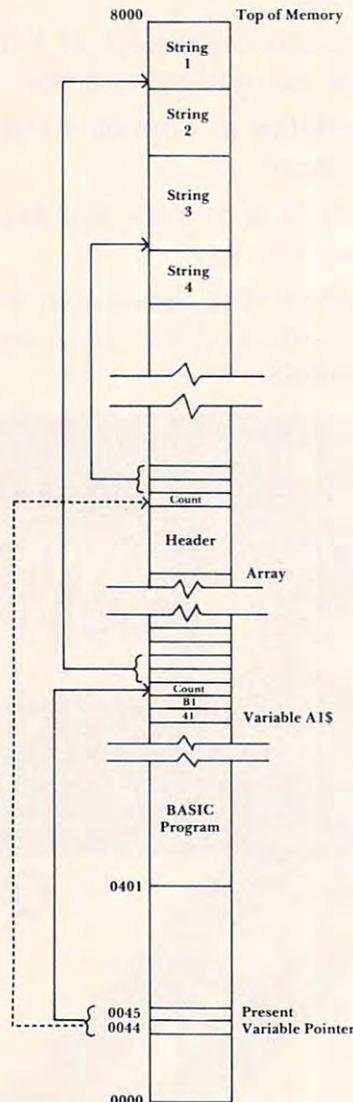 8000 Top of Memory
String
1
String
2
String
3
String
4
Count
Header
Array
Count
B1
41
Variable A1$
BASIC
Program
0401
0045 Present
0044 Variable Pointer
0000